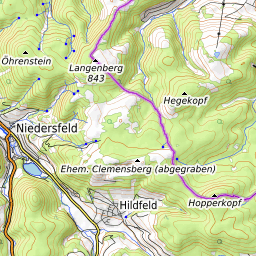 Öhrenstein
Langenberg
843
Hegekopf
Niedersfeld
Ehem. Clemensberg (abgegraben)
Hopperkopf
Hildfeld